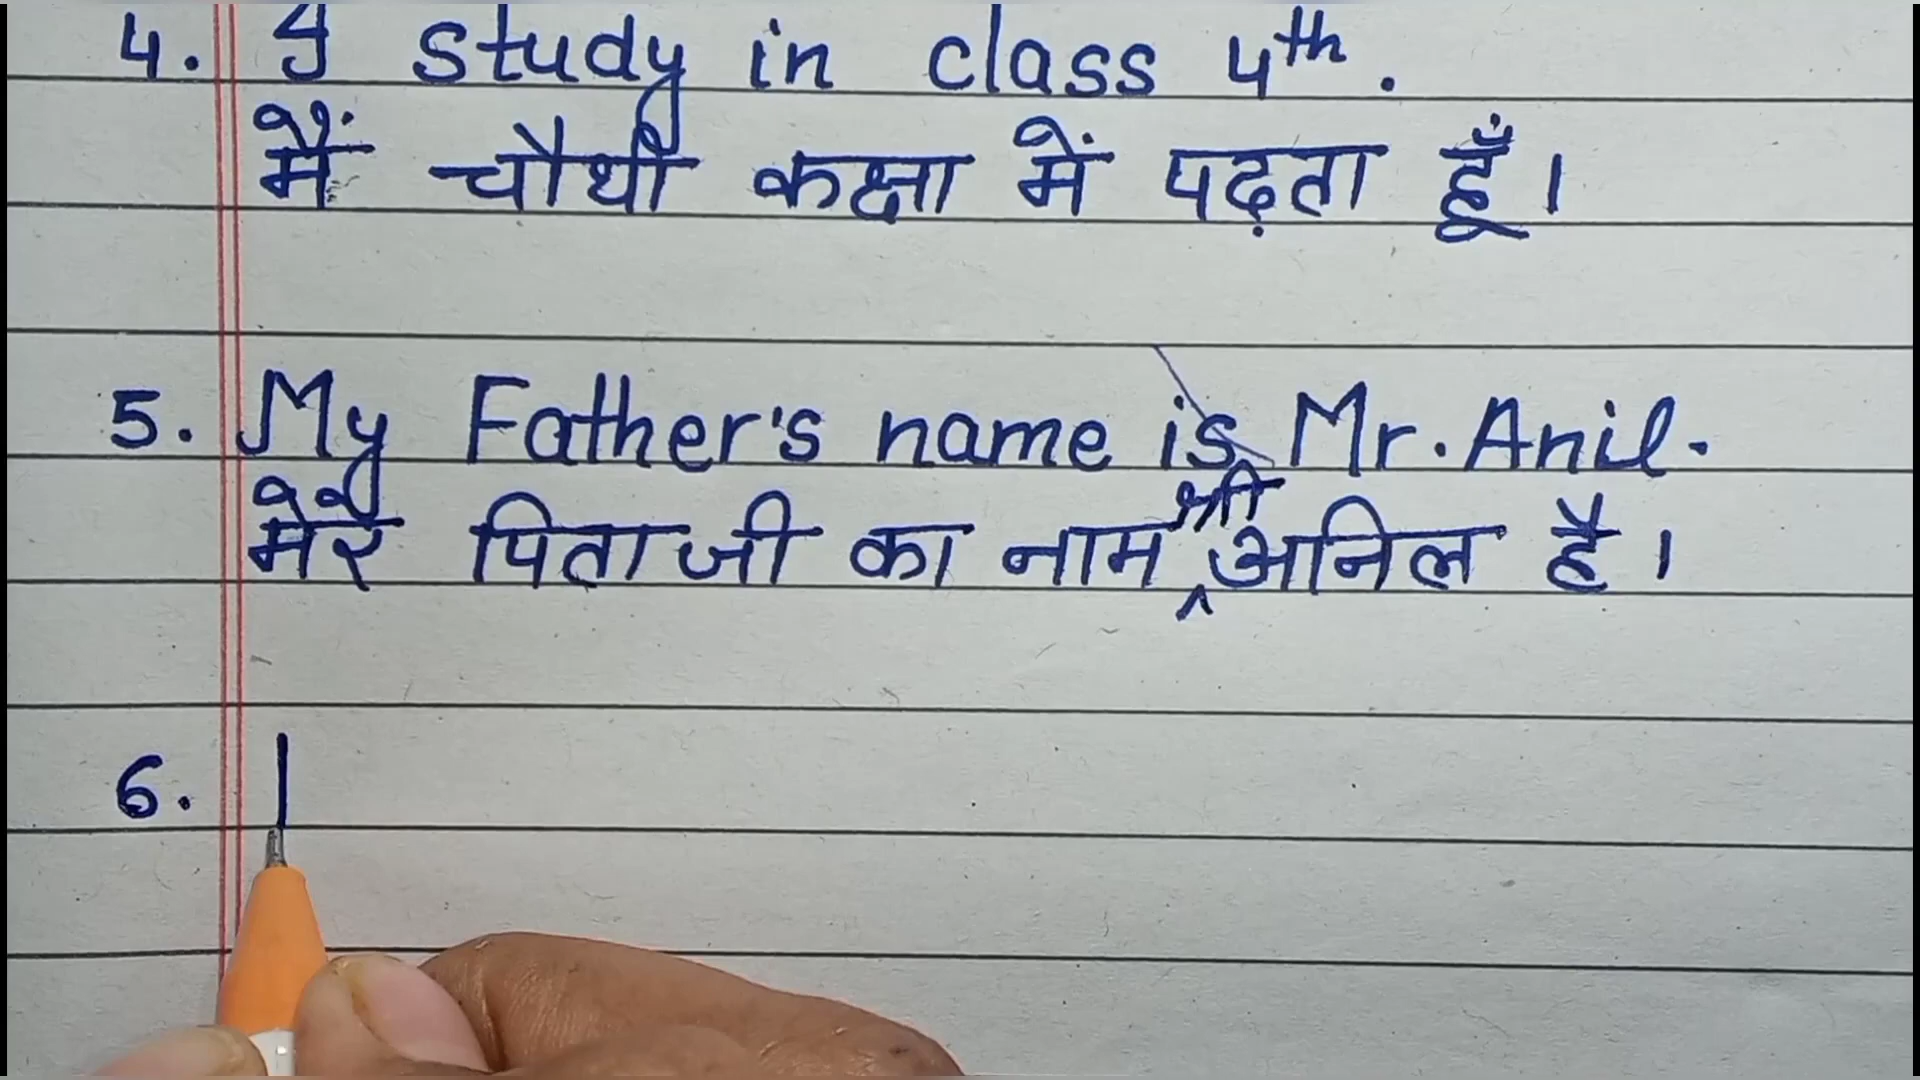 4. I study in class 4th.
मैं चौथी कक्षा में पढ़ता हूँ।
5. My Father's name is Mr. Anil.
मेरे पिताजी का नाम श्री अनिल है।
6.